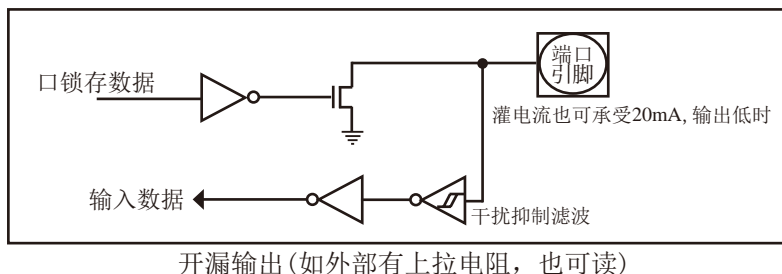 口锁存数据
端口
引脚
灌电流也可承受20mA, 输出低时
输入数据
干扰抑制滤波
开漏输出(如外部有上拉电阻，也可读)